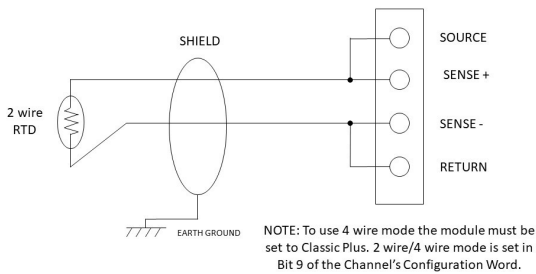 SHIELD
SOURCE
SENSE +
2 wire
RTD
SENSE -
RETURN
EARTH GROUND
NOTE: To use 4 wire mode the module must be
set to Classic Plus. 2 wire/4 wire mode is set in
Bit 9 of the Channel's Configuration Word.